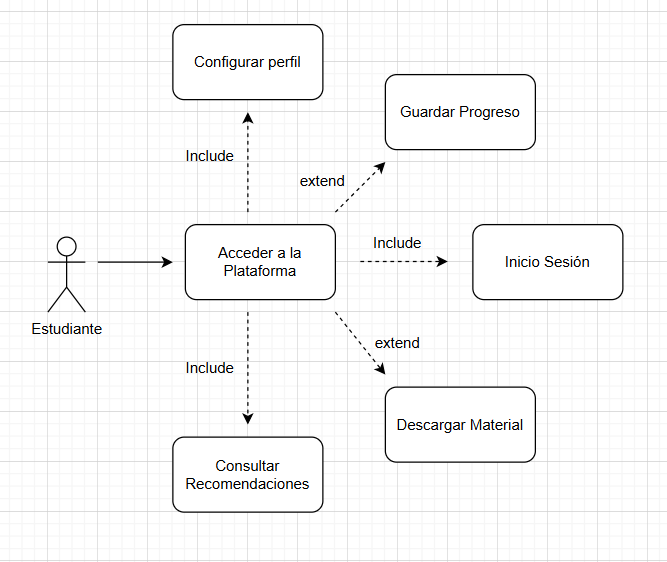 Configurar perfil
Guardar Progreso
Include
extend
Acceder a la
Plataforma
Include
Inicio Sesión
Estudiante
Include
extend
Descargar Material
Consultar
Recomendaciones